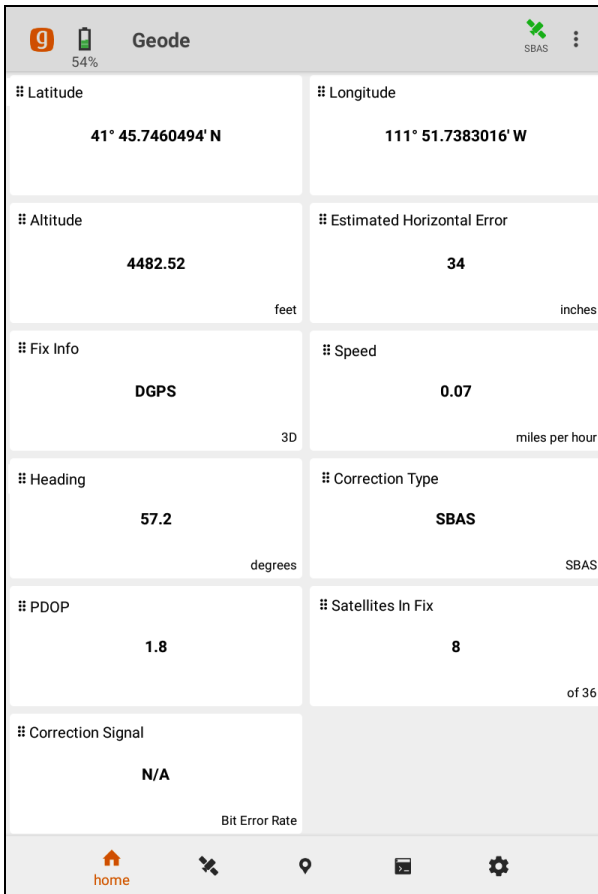 g
54%
Geode
SBAS
Latitude
41° 45.7460494' N
Longitude
111° 51.7383016' W
Altitude
4482.52
feet
Estimated Horizontal Error
34
inches
Fix Info
DGPS
3D
Speed
0.07
miles per hour
Heading
57.2
degrees
Correction Type
SBAS
SBAS
PDOP
1.8
Satellites In Fix
8
of 36
Correction Signal
N/A
Bit Error Rate
home